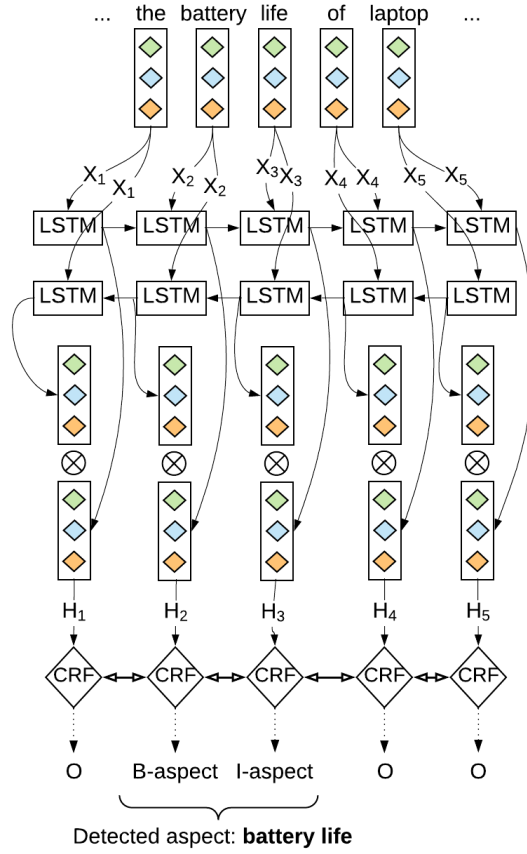 ... the battery life of laptop ...
X1 X1 X2 X2 X3 X3 X4 X4 X5 X5
LSTM LSTM LSTM LSTM LSTM
LSTM LSTM LSTM LSTM LSTM
H1 H2 H3 H4 H5
CRF CRF CRF CRF CRF
O B-aspect I-aspect O O
Detected aspect: battery life